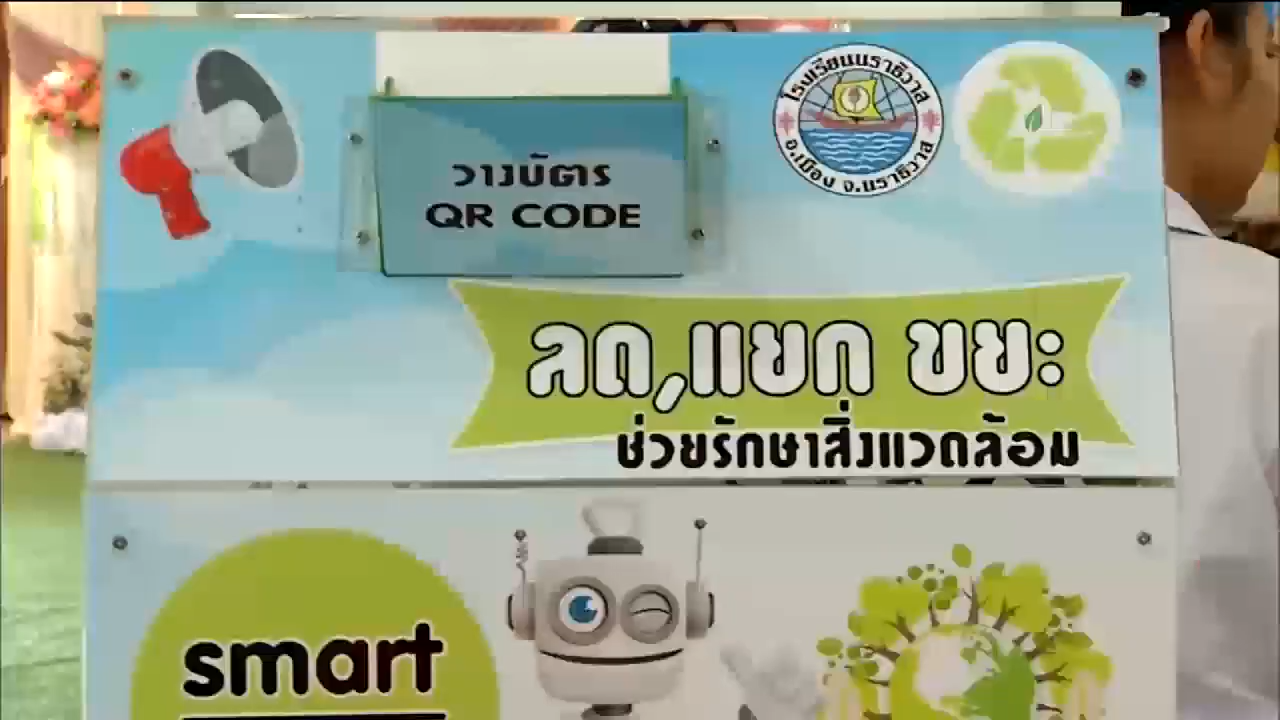 วางบัตร
QR CODE
โรงเรียนนราธิวาส
อ.เมือง จ.นราธิวาส
ลด,แยก ขยะ
ช่วยรักษาสิ่งแวดล้อม
smart